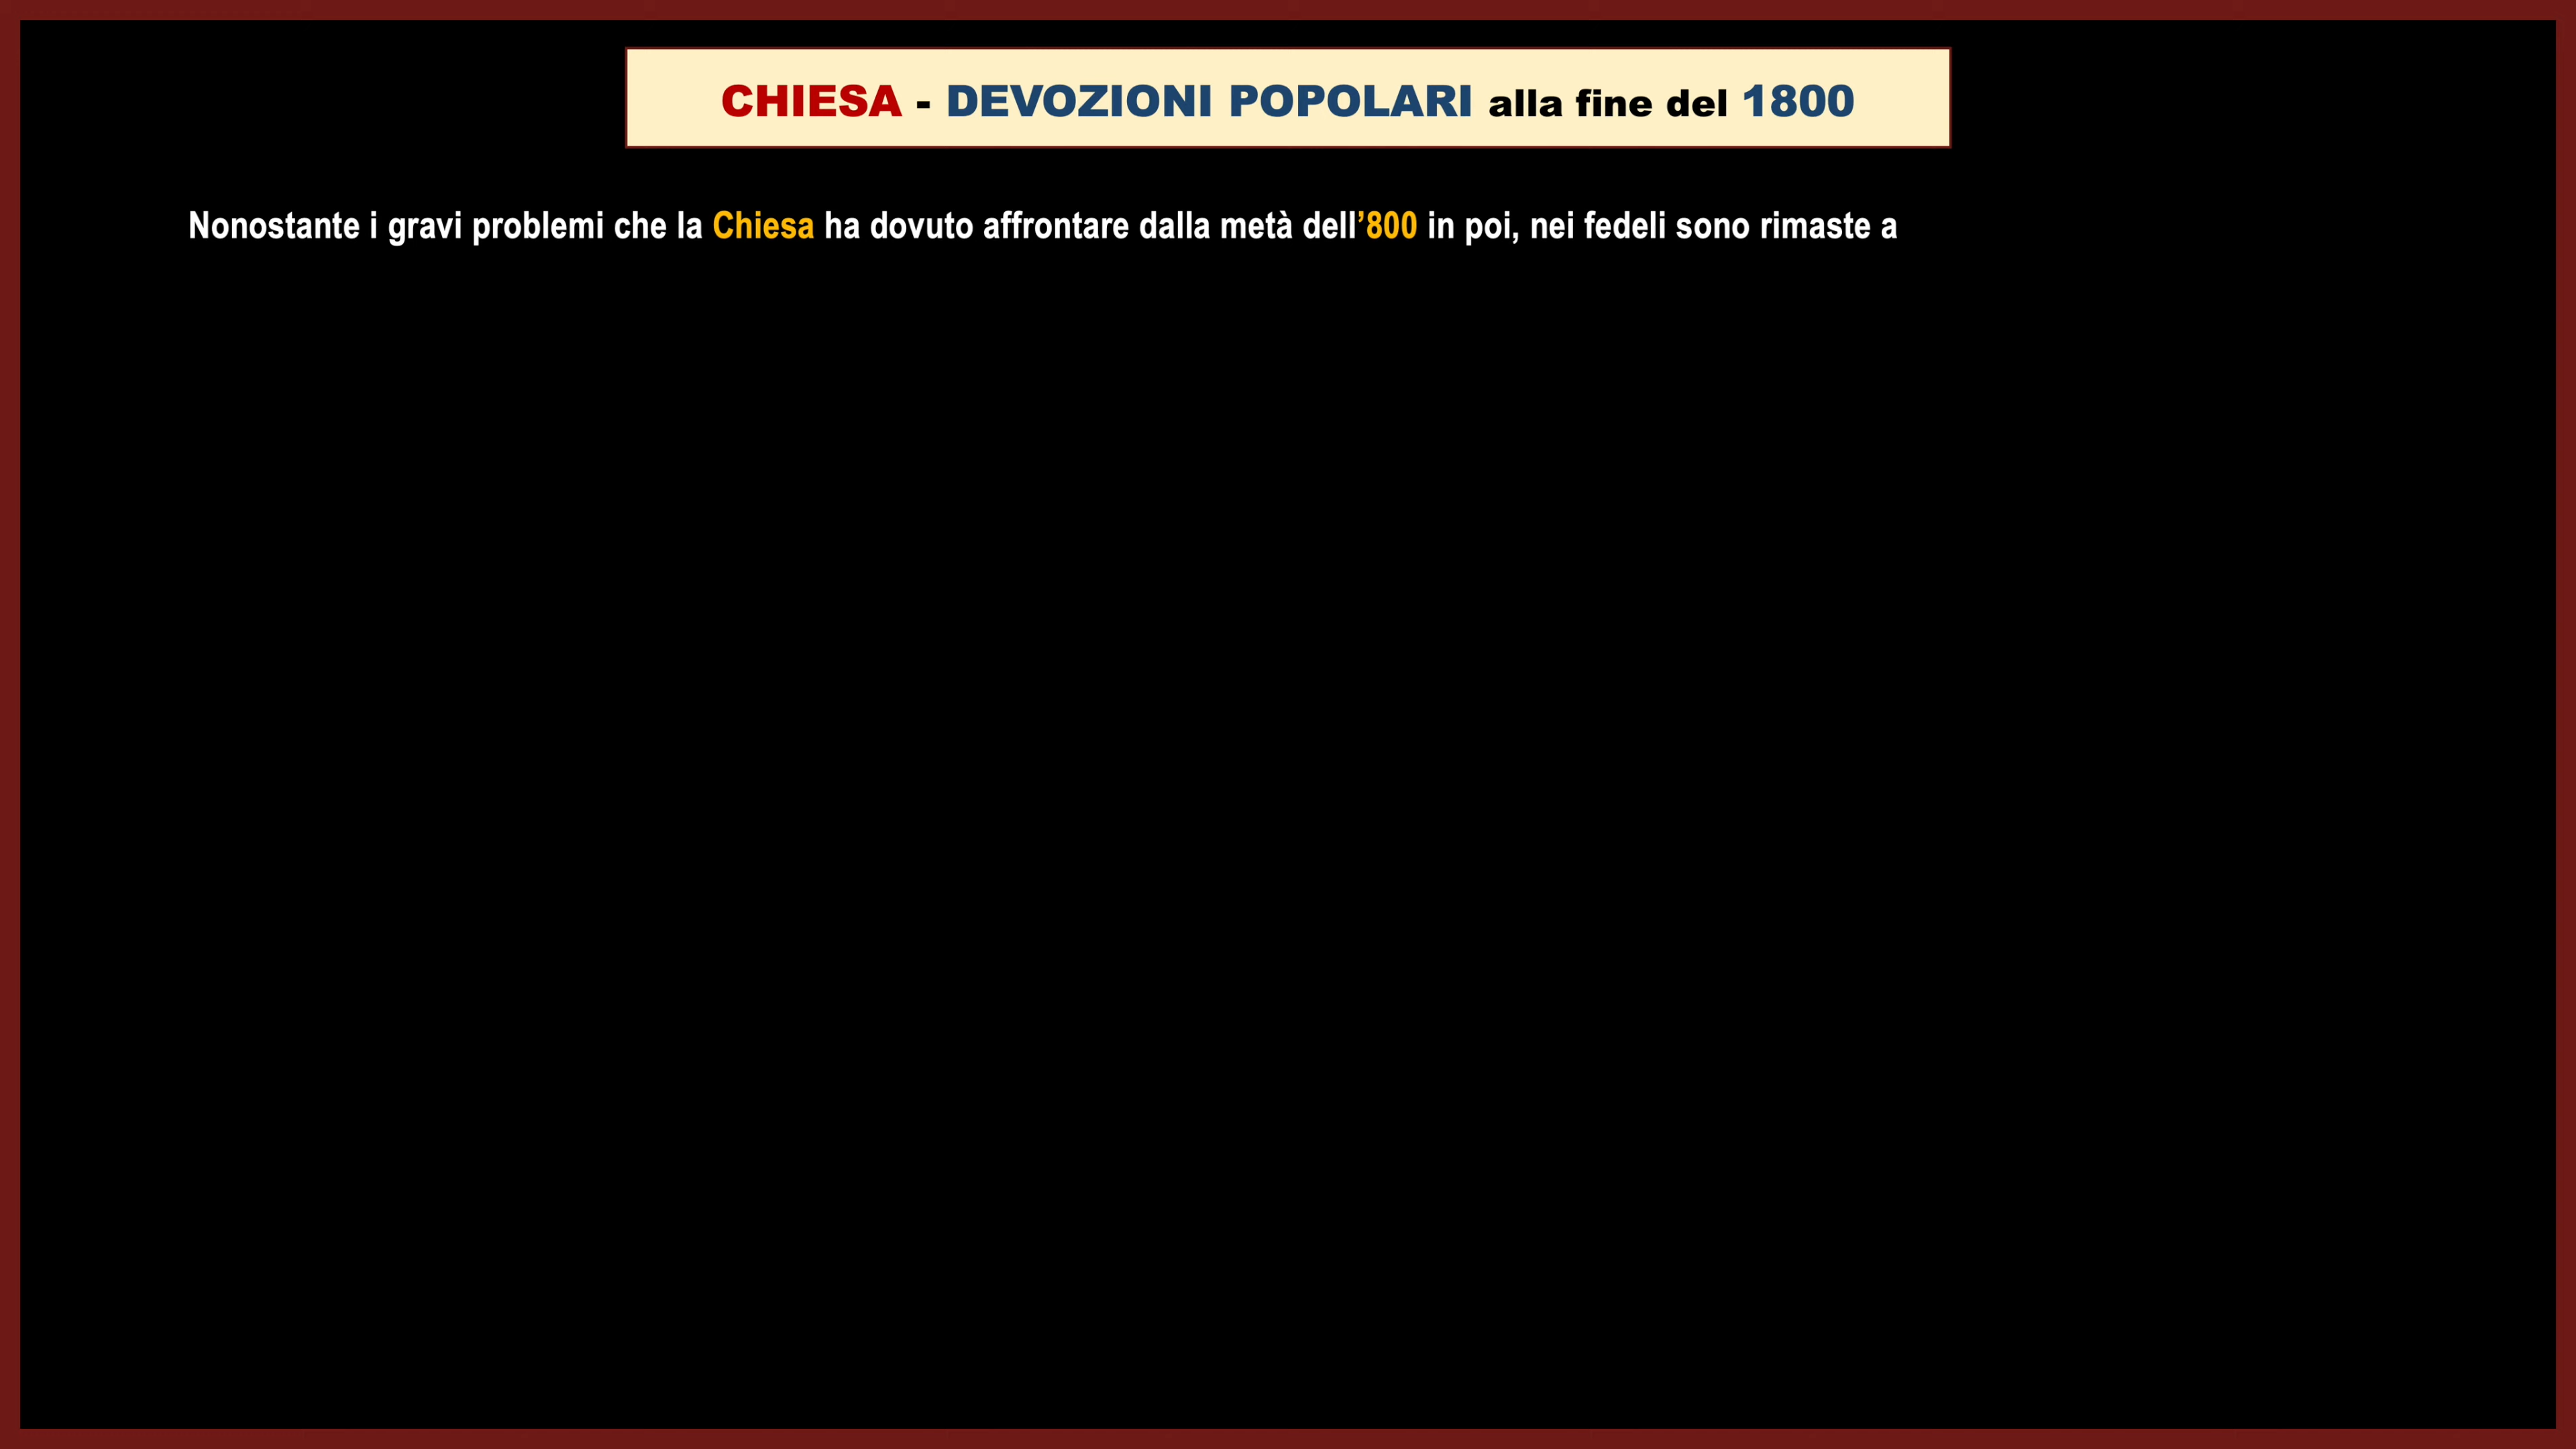 CHIESA - DEVOZIONI POPOLARI alla fine del 1800
Nonostante i gravi problemi che la Chiesa ha dovuto affrontare dalla metà dell’800 in poi, nei fedeli sono rimaste a